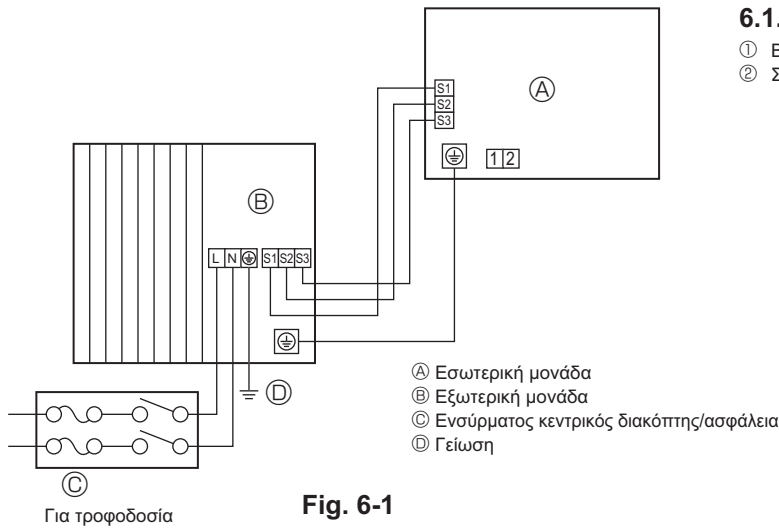 6.1.
①
②
S1
S2
S3
Ⓐ
1 2
Ⓑ
L N S1 S2 S3
Ⓓ
Ⓐ Εσωτερική μονάδα
Ⓑ Εξωτερική μονάδα
Ⓒ Ενσύρματος κεντρικός διακόπτης/ασφάλεια
Ⓓ Γείωση
Ⓒ
Για τροφοδοσία
Fig. 6-1